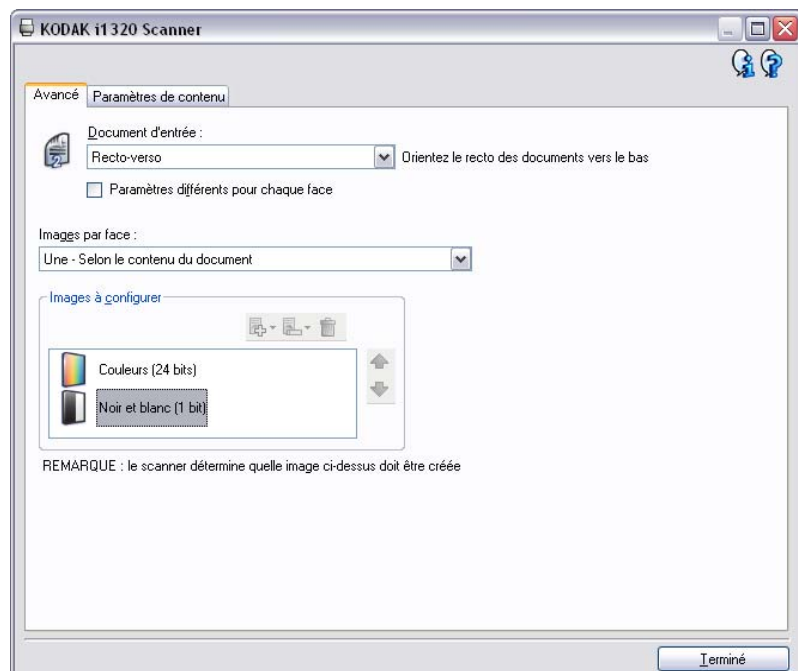 KODAK i1320 Scanner
Avancé
Paramètres de contenu
Document d'entrée :
2
Recto-verso
Orientez le recto des documents vers le bas
Paramètres différents pour chaque face
Images par face :
Une - Selon le contenu du document
Images à configurer
Couleurs (24 bits)
Noir et blanc (1 bit)
REMARQUE : le scanner détermine quelle image ci-dessus doit être créée
Terminé